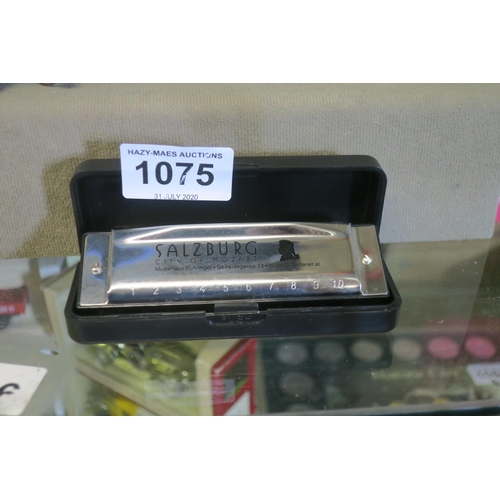 HAZY-MAES AUCTIONS
1075
31 JULY 2020
SALZBURG
CITY OF MOZART
1 2 3 4 5 6 7 8 9 10